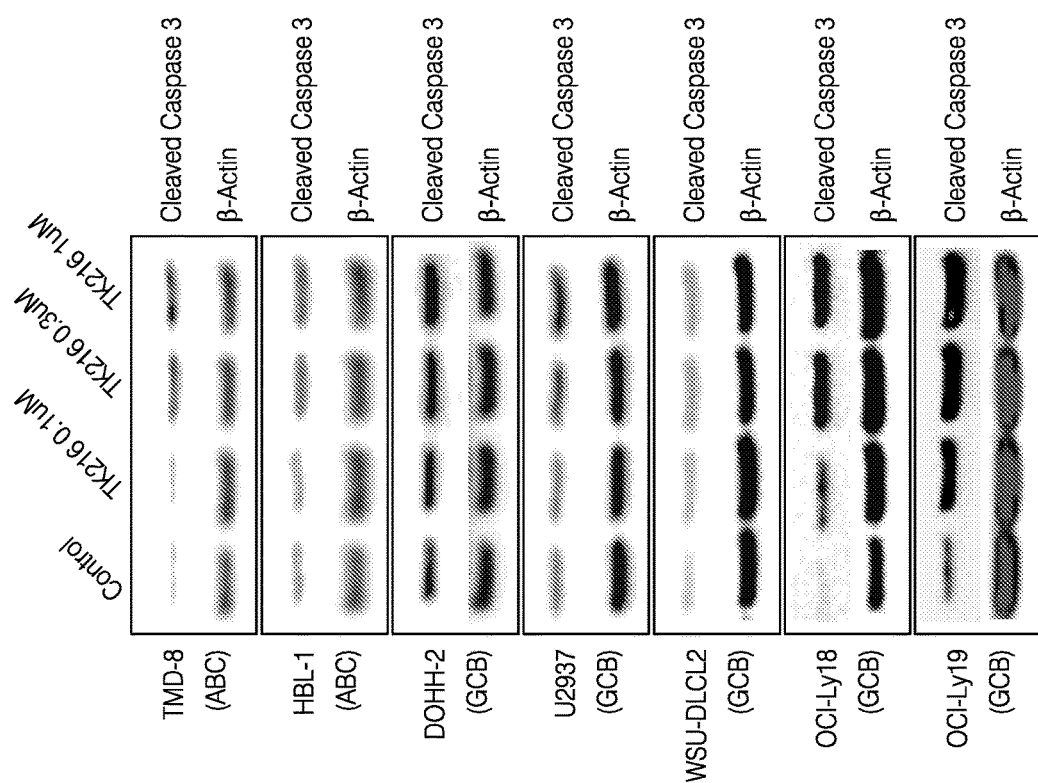 Control
TK216 0.1uM
TK216 0.3uM
TK216 1uM
TMD-8
(ABC)
Cleaved Caspase 3
β-Actin
HBL-1
(ABC)
Cleaved Caspase 3
β-Actin
DOHH-2
(GCB)
Cleaved Caspase 3
β-Actin
U2937
(GCB)
Cleaved Caspase 3
β-Actin
WSU-DLCL2
(GCB)
Cleaved Caspase 3
β-Actin
OCI-Ly18
(GCB)
Cleaved Caspase 3
β-Actin
OCI-Ly19
(GCB)
Cleaved Caspase 3
β-Actin